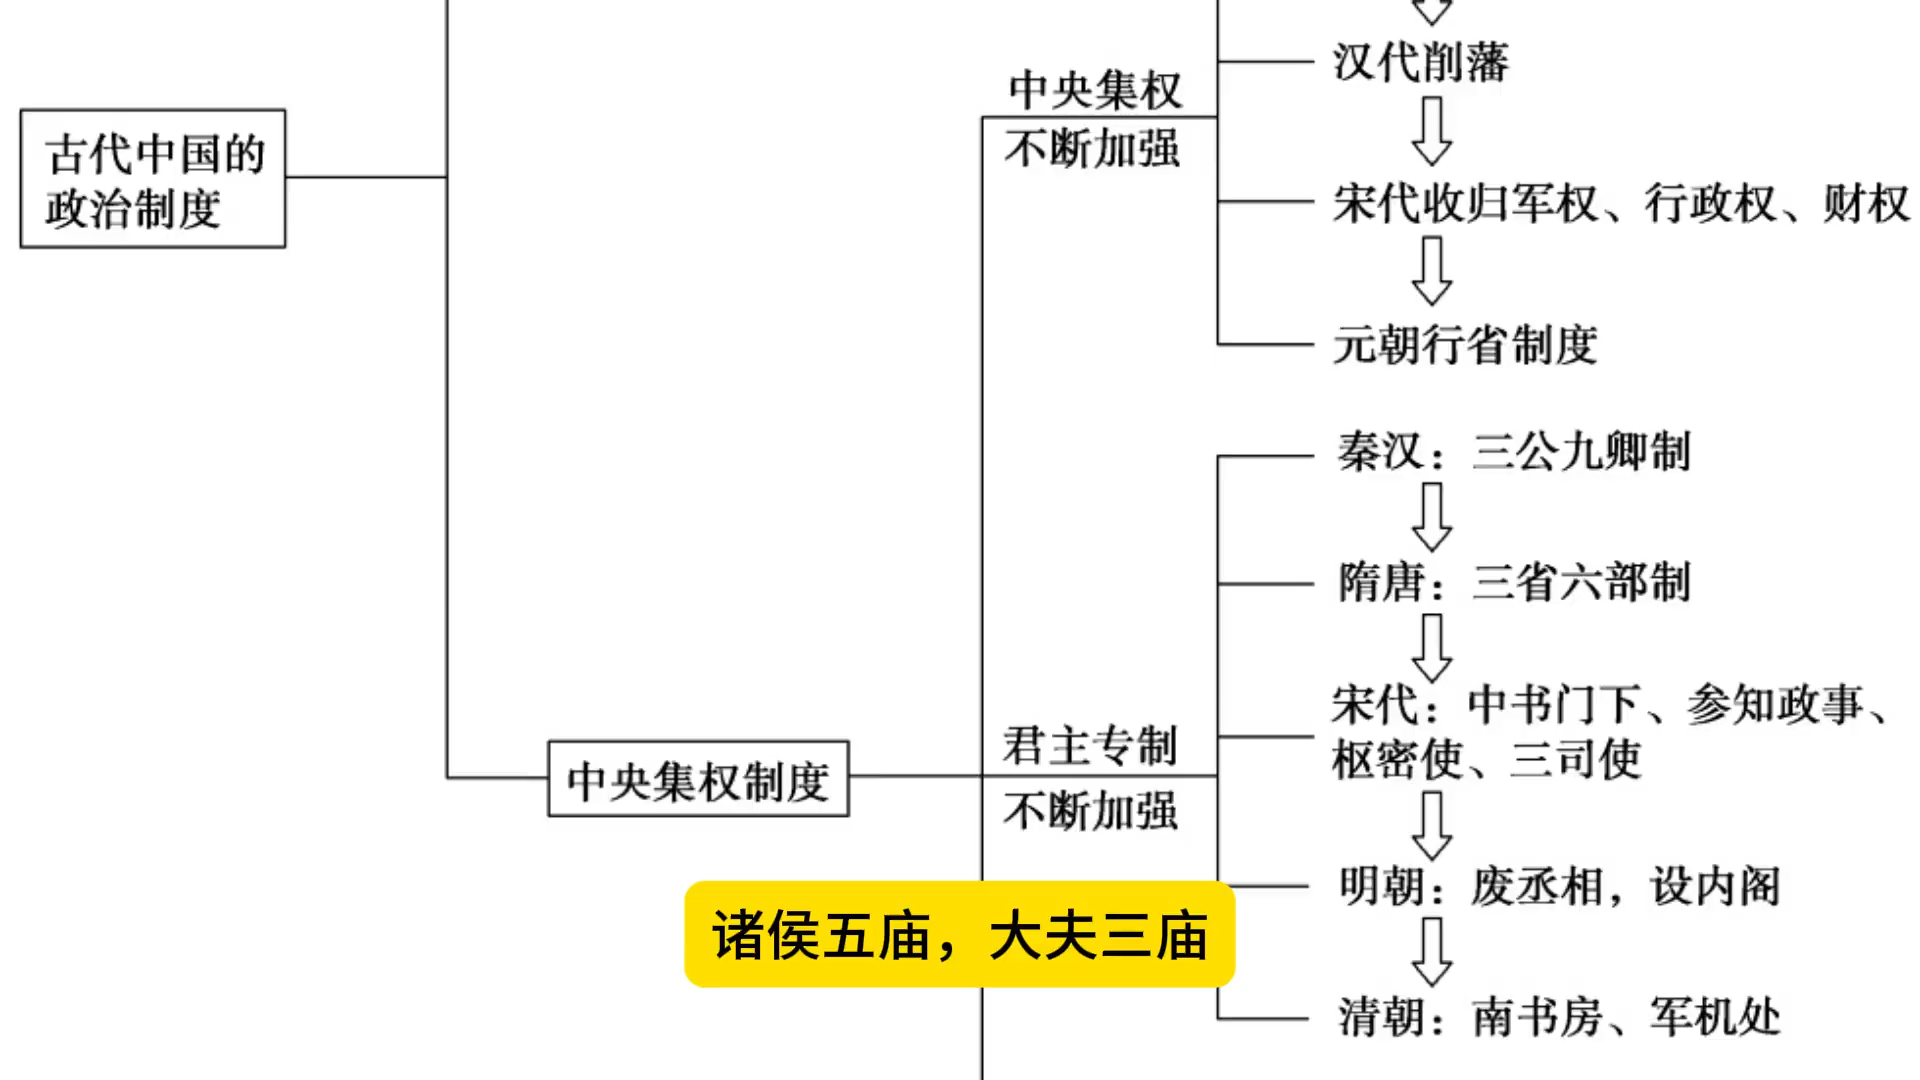 古代中国的
政治制度
中央集权
不断加强
汉代削藩
宋代收归军权、行政权、财权
元朝行省制度
中央集权制度
君主专制
不断加强
秦汉：三公九卿制
隋唐：三省六部制
宋代：中书门下、参知政事、
枢密使、三司使
明朝：废丞相，设内阁
清朝：南书房、军机处
诸侯五庙，大夫三庙